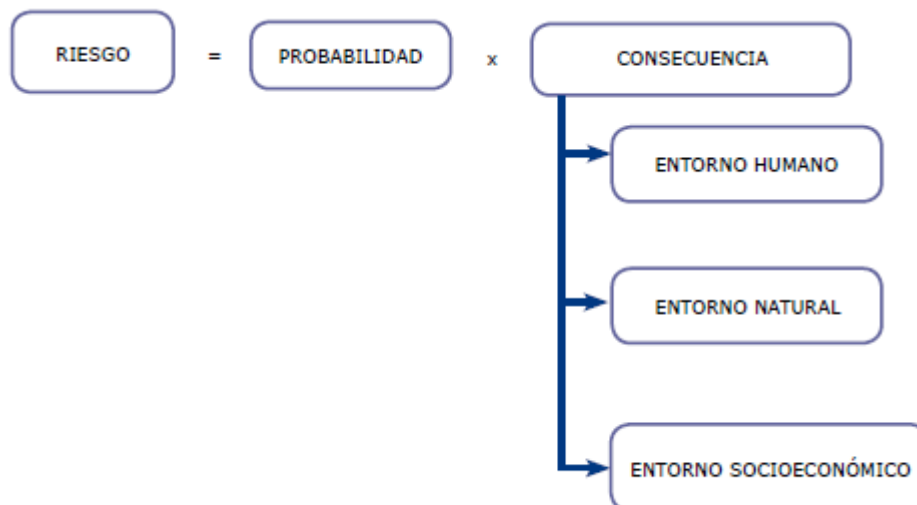 RIESGO = PROBABILIDAD x CONSECUENCIA
ENTORNO HUMANO
ENTORNO NATURAL
ENTORNO SOCIOECONÓMICO